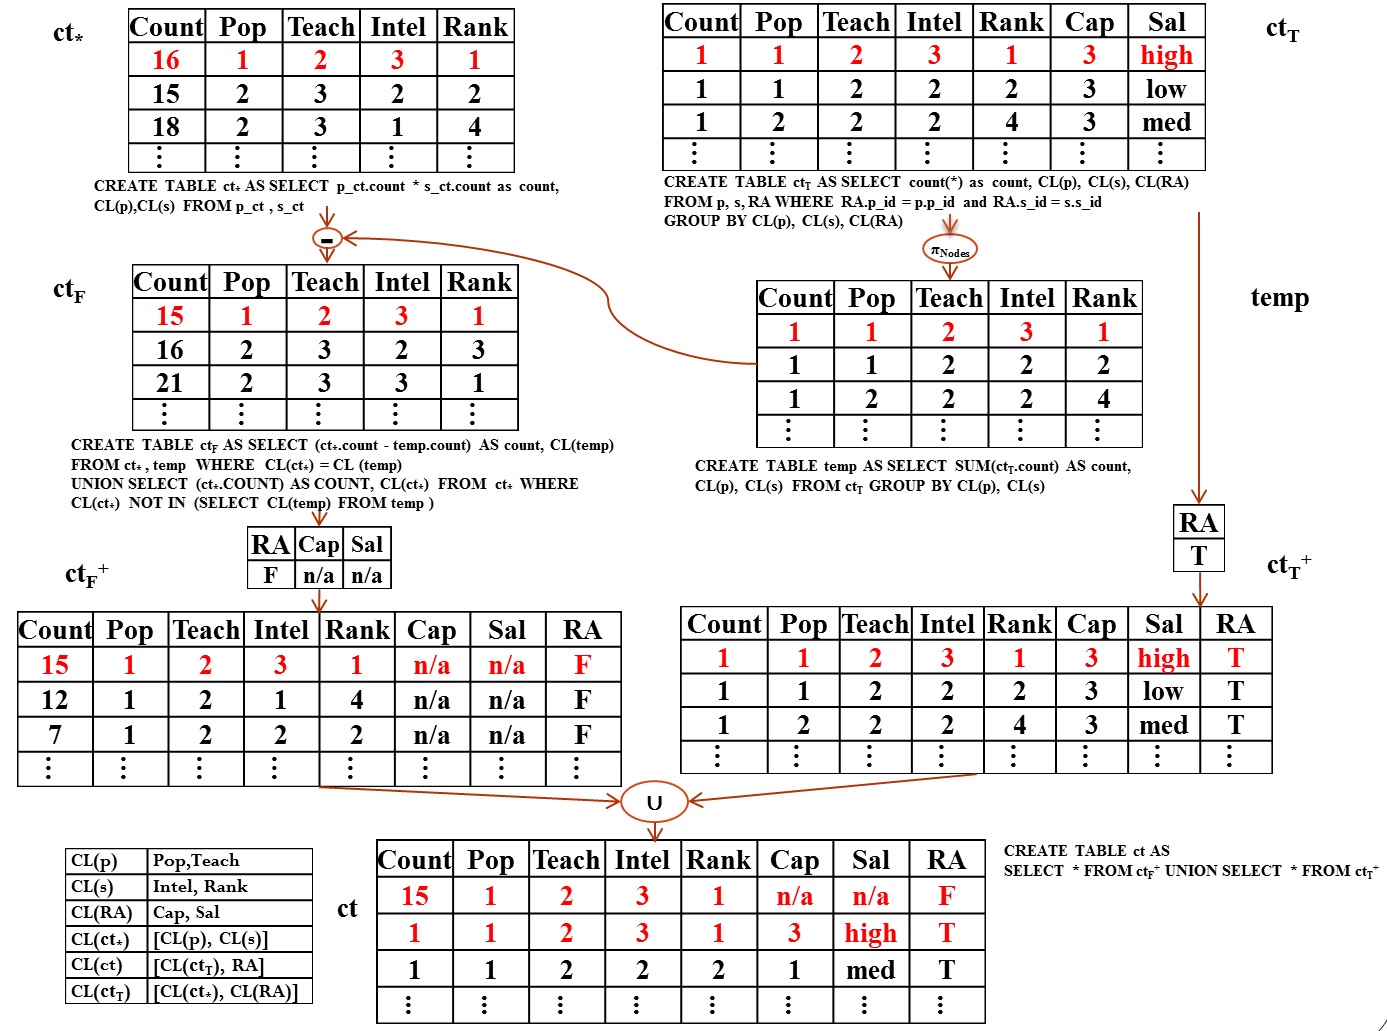 ct*
Count Pop Teach Intel Rank
16 1 2 3 1
15 2 3 2 2
18 2 3 1 4
⋮ ⋮ ⋮ ⋮ ⋮
CREATE TABLE ct* AS SELECT p_ct.count * s_ct.count as count,
CL(p),CL(s) FROM p_ct , s_ct
ct_T
Count Pop Teach Intel Rank Cap Sal
1 1 2 3 1 3 high
1 1 2 2 2 3 low
1 2 2 2 4 3 med
⋮ ⋮ ⋮ ⋮ ⋮ ⋮ ⋮
CREATE TABLE ct_T AS SELECT count(*) as count, CL(p), CL(s), CL(RA)
FROM p, s, RA WHERE RA.p_id = p.p_id and RA.s_id = s.s_id
GROUP BY CL(p), CL(s), CL(RA)
-
π_Nodes
ct_F
Count Pop Teach Intel Rank
15 1 2 3 1
16 2 3 2 3
21 2 3 3 1
⋮ ⋮ ⋮ ⋮ ⋮
CREATE TABLE ct_F AS SELECT (ct*.count - temp.count) AS count, CL(temp)
FROM ct* , temp WHERE CL(ct*) = CL (temp)
UNION SELECT (ct*.COUNT) AS COUNT, CL(ct*) FROM ct* WHERE
CL(ct*) NOT IN (SELECT CL(temp) FROM temp )
temp
Count Pop Teach Intel Rank
1 1 2 3 1
1 1 2 2 2
1 2 2 2 4
⋮ ⋮ ⋮ ⋮ ⋮
CREATE TABLE temp AS SELECT SUM(ct_T.count) AS count,
CL(p), CL(s) FROM ct_T GROUP BY CL(p), CL(s)
RA Cap Sal
F n/a n/a
RA
T
ct_F⁺
Count Pop Teach Intel Rank Cap Sal RA
15 1 2 3 1 n/a n/a F
12 1 2 1 4 n/a n/a F
7 1 2 2 2 n/a n/a F
⋮ ⋮ ⋮ ⋮ ⋮ ⋮ ⋮ ⋮
ct_T⁺
Count Pop Teach Intel Rank Cap Sal RA
1 1 2 3 1 3 high T
1 1 2 2 2 3 low T
1 2 2 2 4 3 med T
⋮ ⋮ ⋮ ⋮ ⋮ ⋮ ⋮ ⋮
∪
CL(p) Pop,Teach
CL(s) Intel, Rank
CL(RA) Cap, Sal
CL(ct*) [CL(p), CL(s)]
CL(ct) [CL(ct_T), RA]
CL(ct_T) [CL(ct*), CL(RA)]
ct
Count Pop Teach Intel Rank Cap Sal RA
15 1 2 3 1 n/a n/a F
1 1 2 3 1 3 high T
1 1 2 2 2 1 med T
⋮ ⋮ ⋮ ⋮ ⋮ ⋮ ⋮ ⋮
CREATE TABLE ct AS
SELECT * FROM ct_F⁺ UNION SELECT * FROM ct_T⁺